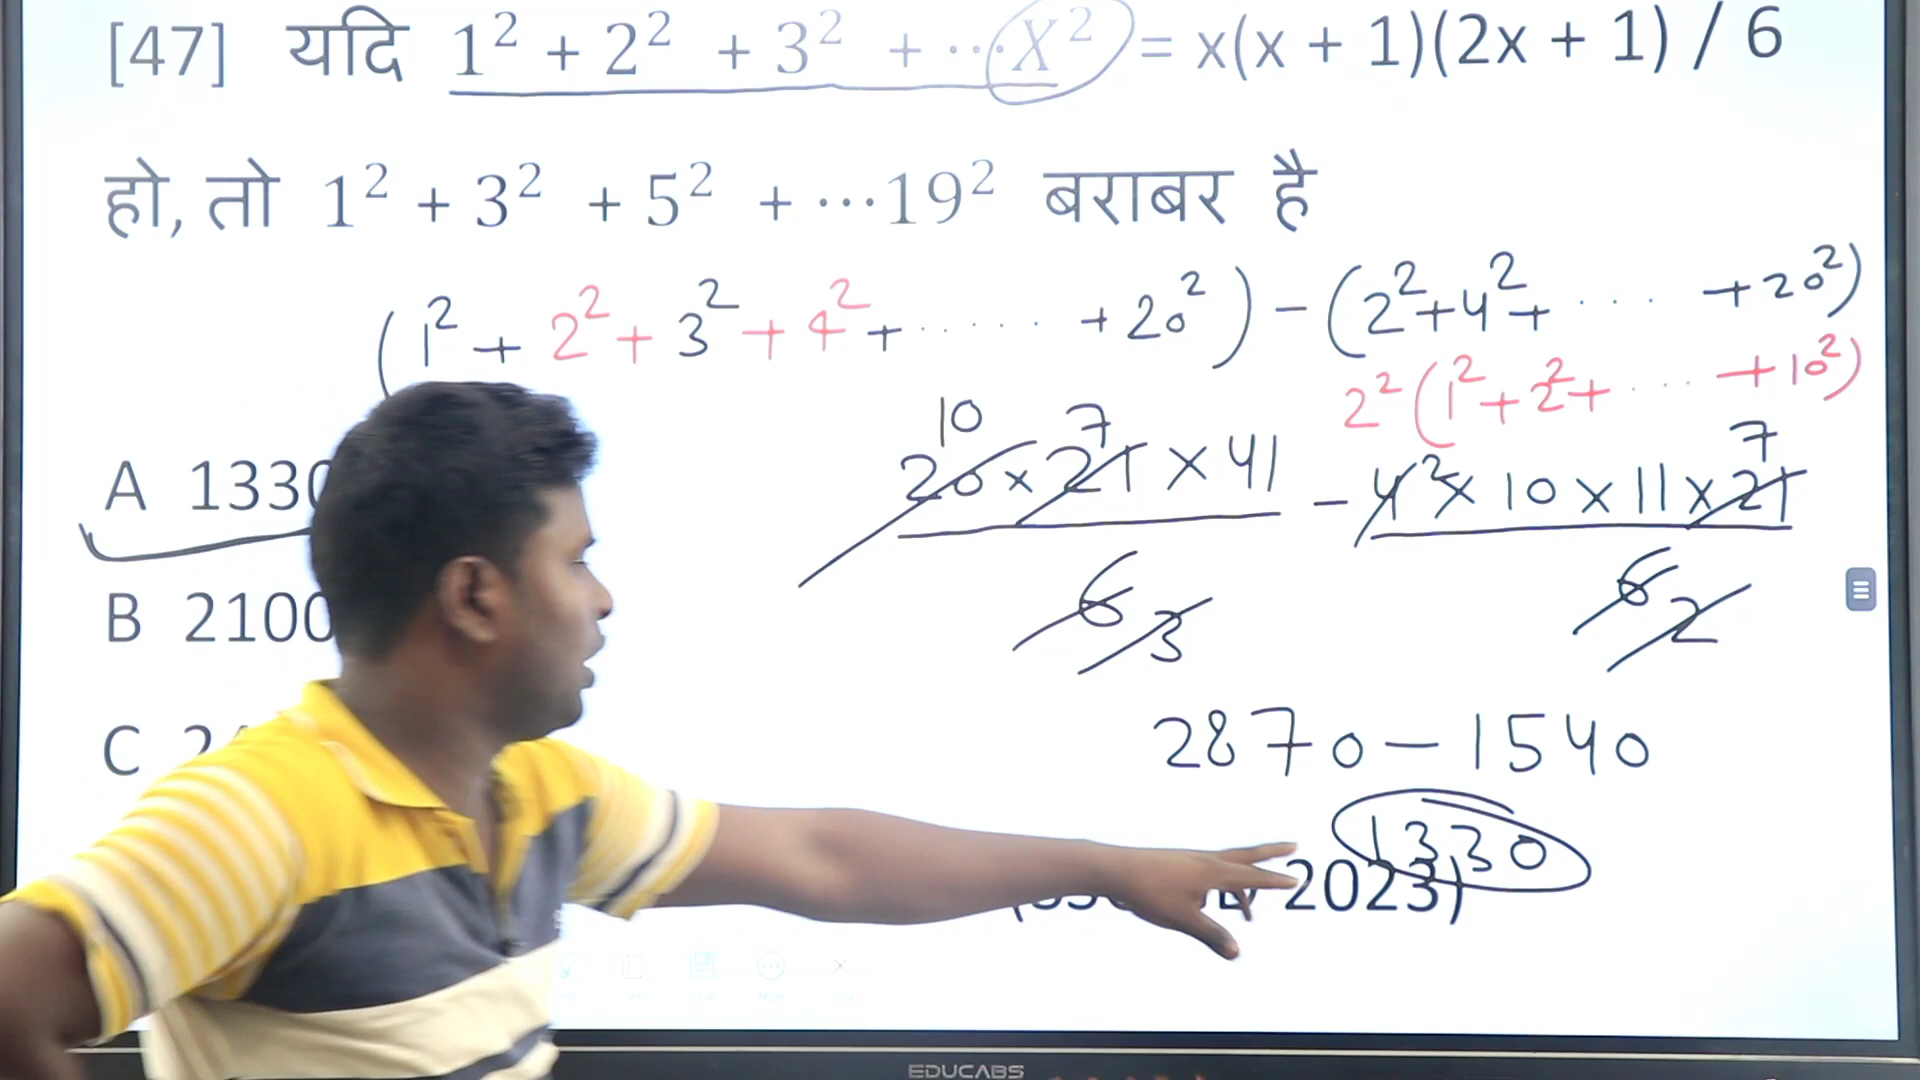 [47] यदि 1² + 2² + 3² + ⋯X² = x(x + 1)(2x + 1) / 6
हो, तो 1² + 3² + 5² + ⋯19² बराबर है
(1² + 2² + 3² + 4² + ...... + 20²) - (2² + 4² + ... + 20²)
2² (1² + 2² + ... + 10²)
10 7 7
20 × 21 × 41 - 4 2 × 10 × 11 × 21
6 3 6 2
A 1330
B 2100
2870 - 1540
C
1330
2023)
EDUCABS